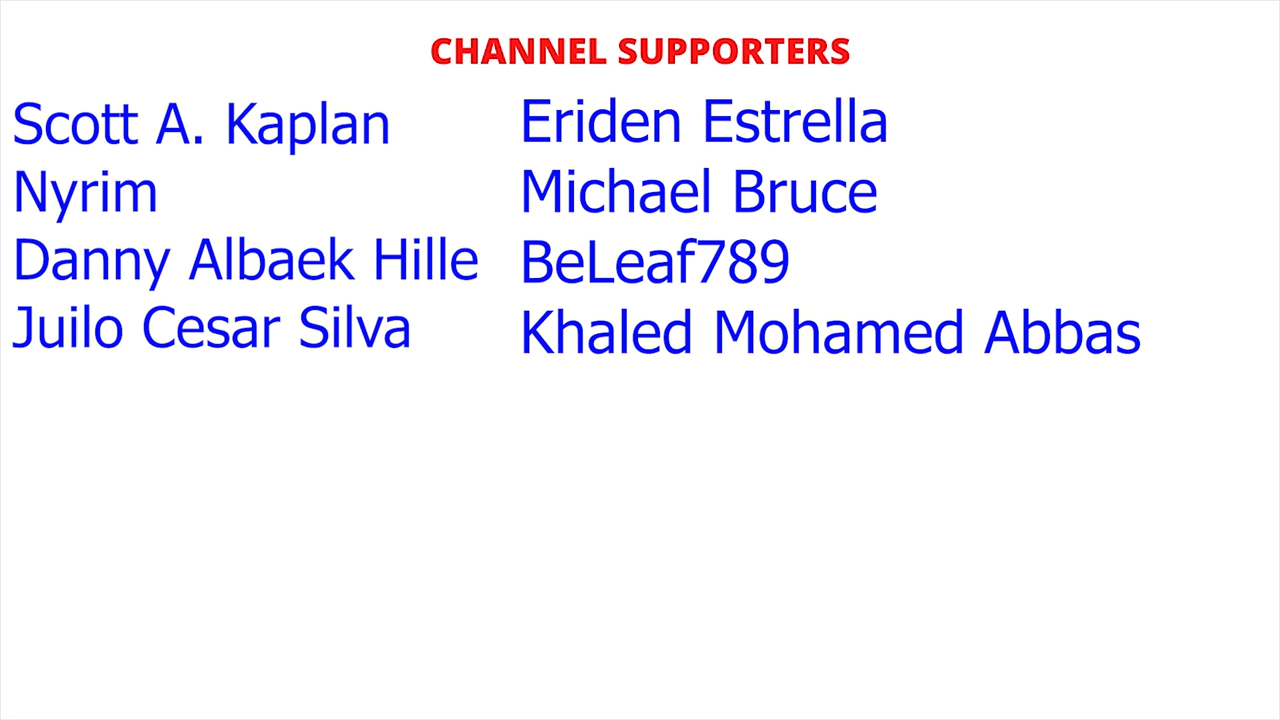 CHANNEL SUPPORTERS
Scott A. Kaplan
Nyrim
Danny Albaek Hille
Juilo Cesar Silva
Eriden Estrella
Michael Bruce
BeLeaf789
Khaled Mohamed Abbas